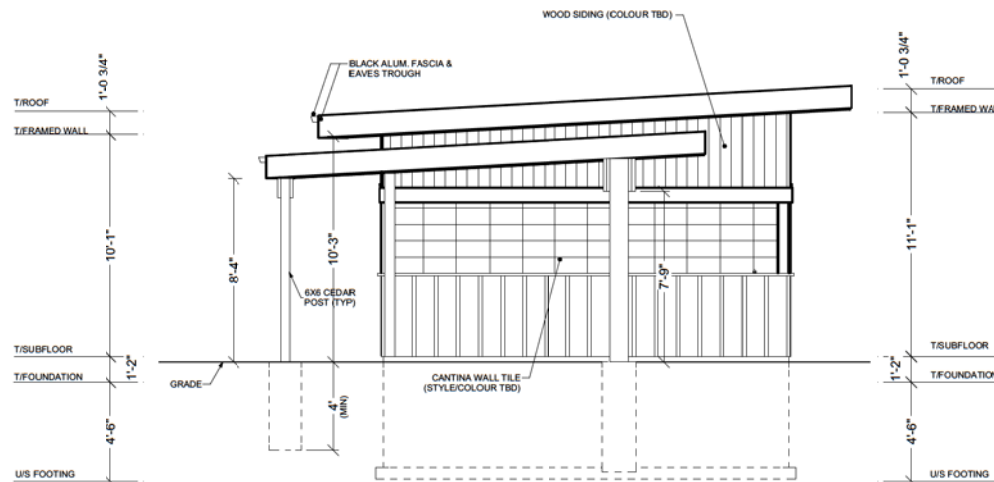 WOOD SIDING (COLOUR TBD)
BLACK ALUM. FASCIA &
EAVES TROUGH
1'-0 3/4"
1'-0 3/4"
T/ROOF
T/ROOF
T/FRAMED WALL
T/FRAMED WA
10'-1"
8'-4"
10'-3"
7'-9"
11'-1"
6X6 CEDAR
POST (TYP)
T/SUBFLOOR
T/SUBFLOOR
1'-2"
1'-2"
T/FOUNDATION
T/FOUNDATION
GRADE
CANTINA WALL TILE
(STYLE/COLOUR TBD)
4'
(MIN)
4'-6"
4'-6"
U/S FOOTING
U/S FOOTING